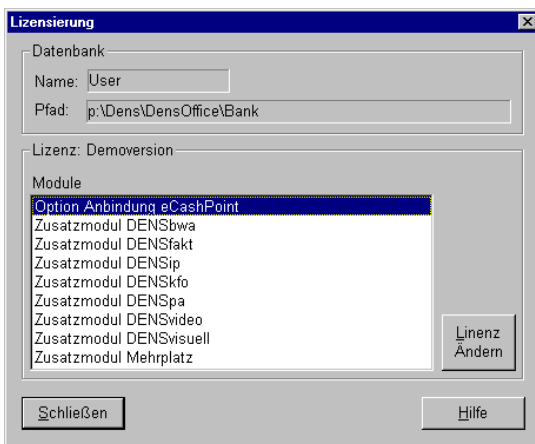 Lizensierung
Datenbank
Name: User
Pfad: p:\Dens\DensOffice\Bank
Lizenz: Demoversion
Module
Option Anbindung eCashPoint
Zusatzmodul DENSbwa
Zusatzmodul DENSfakt
Zusatzmodul DENSip
Zusatzmodul DENSkfo
Zusatzmodul DENSpa
Zusatzmodul DENSvideo
Zusatzmodul DENSvisuell
Zusatzmodul Mehrplatz
Linenz
Ändern
Schließen
Hilfe